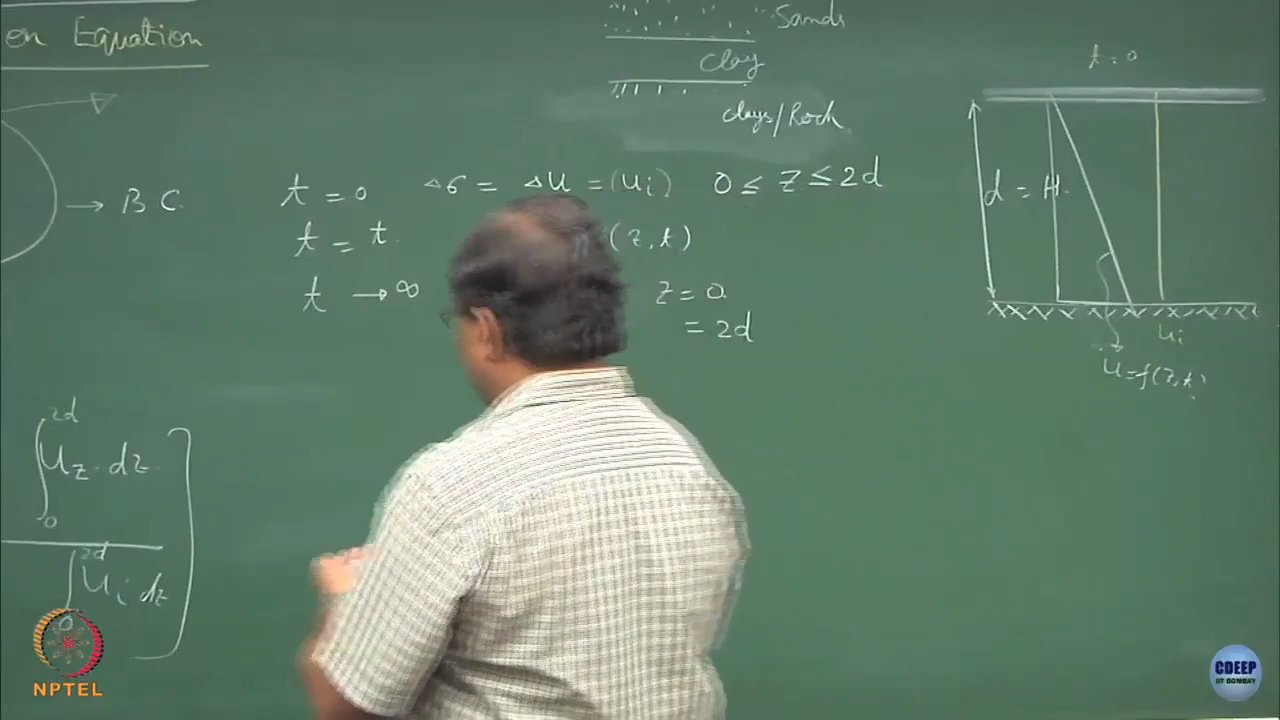 on Equation
Sands
clay
clays/Rock
→ B C
t = 0 Δσ = Δu = (ui) 0 ≤ z ≤ 2d
t = t (z, t)
t → ∞ z = 0
= 2d
t = 0
d = H
ui
u = f(z, t)
∫ 2d 0 uz dz
∫ 2d 0 ui dz
NPTEL
CDEEP
IIT BOMBAY